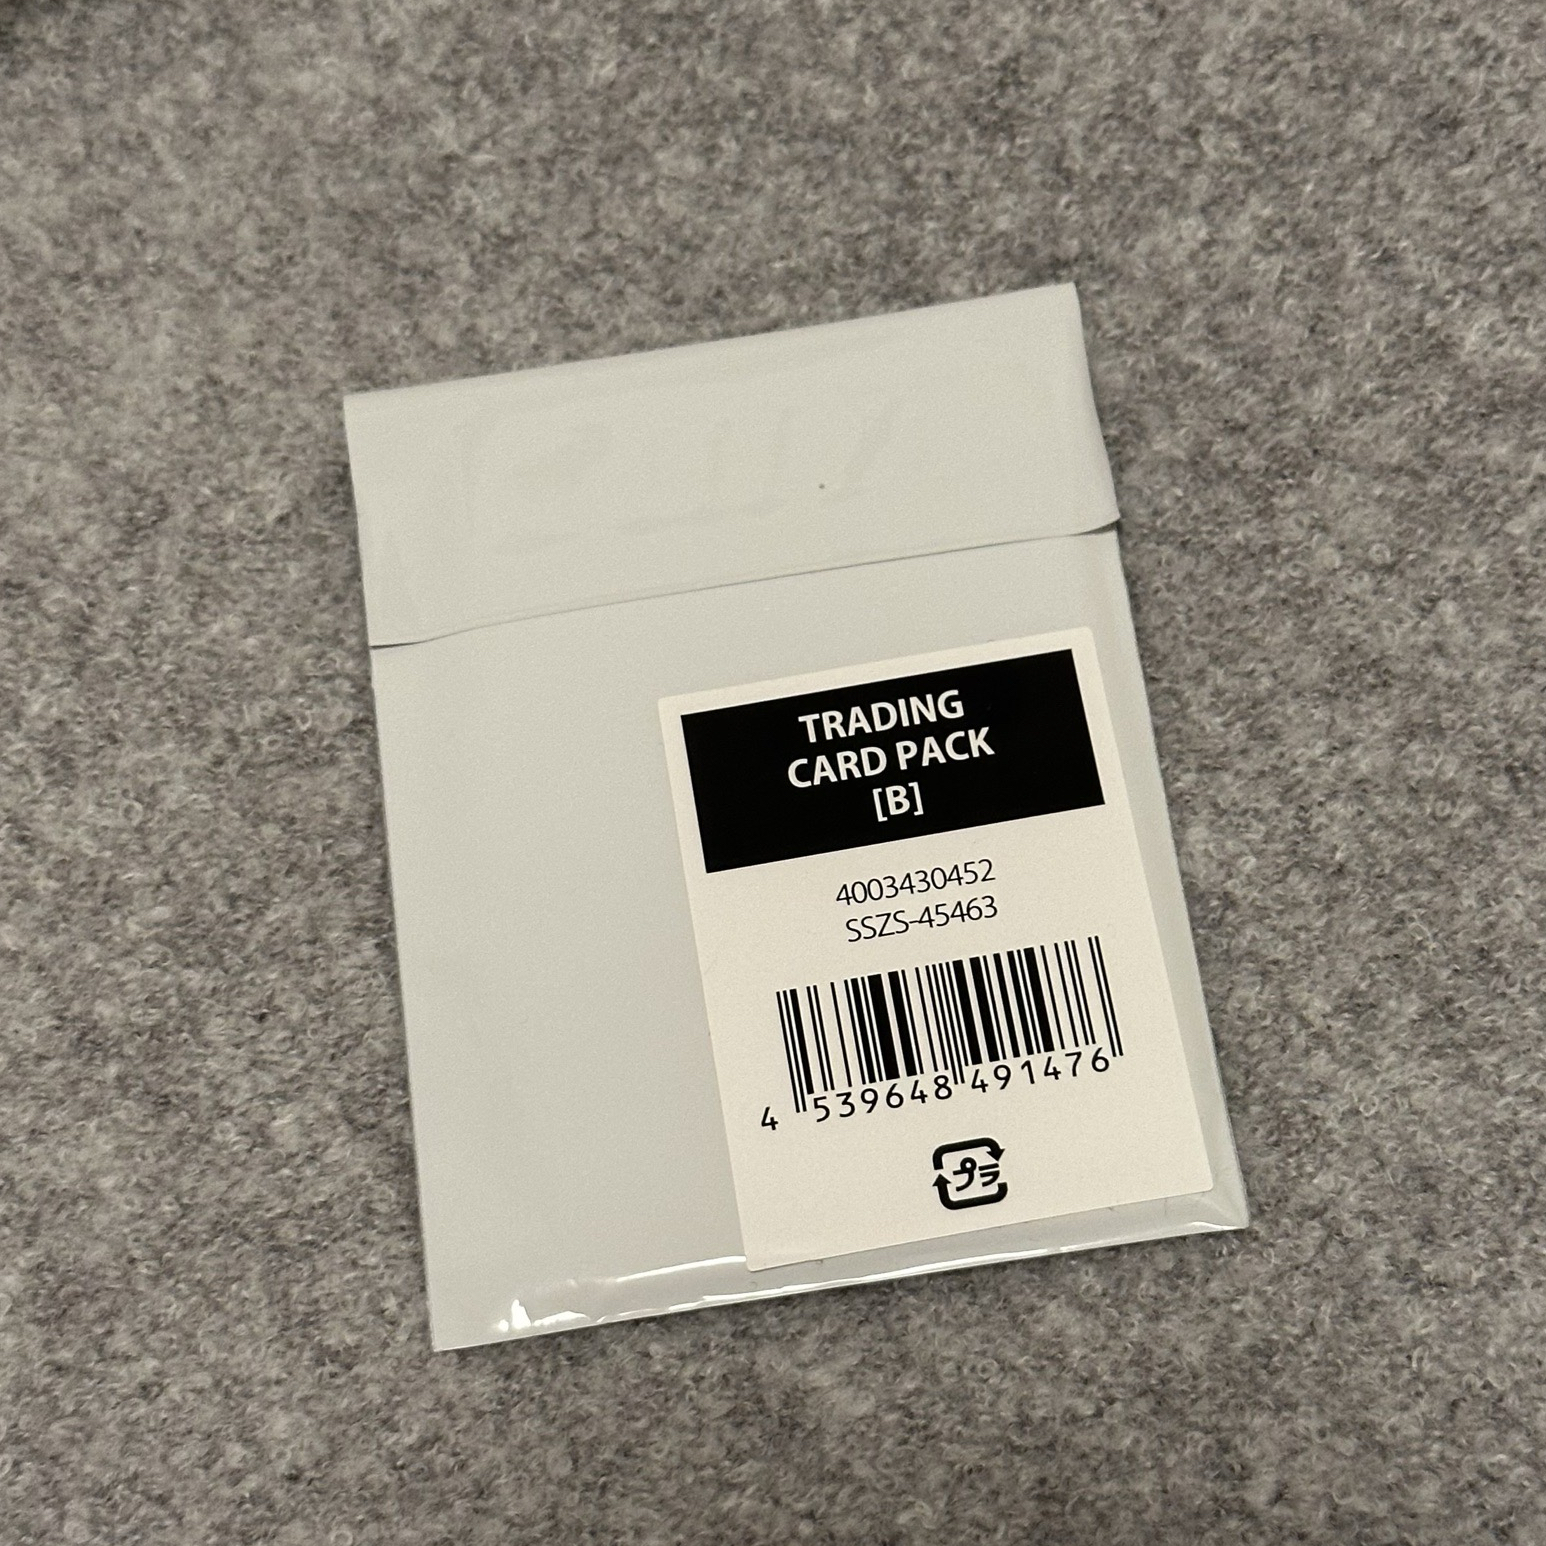 TRADING
CARD PACK
[B]
4003430452
SSZS-45463
4 539648 491476
プラ